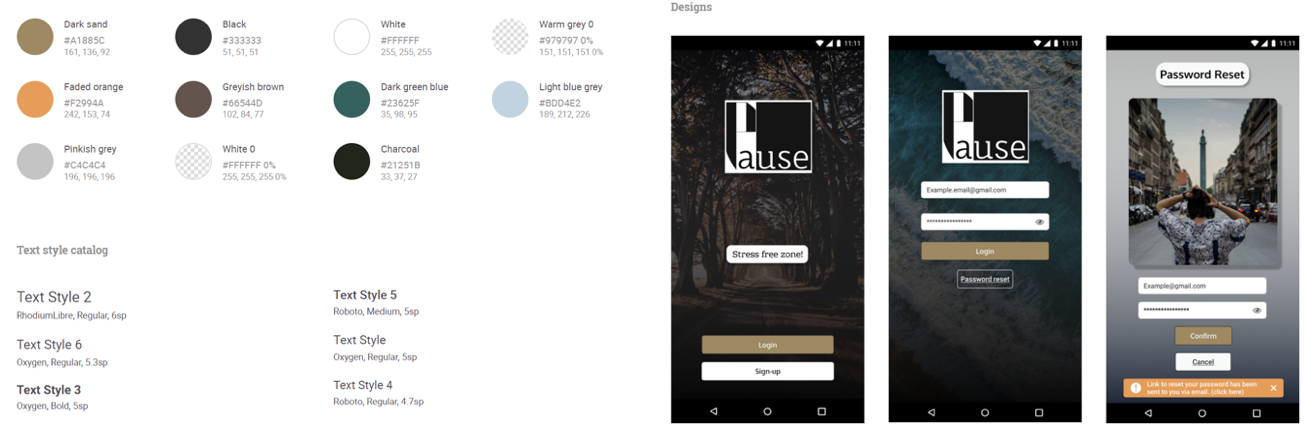 Dark sand
#A1885C
161, 136, 92
Black
#333333
51, 51, 51
White
#FFFFFF
255, 255, 255
Warm grey 0
#979797 0%
151, 151, 151 0%
Faded orange
#F2994A
242, 153, 74
Greyish brown
#66544D
102, 84, 77
Dark green blue
#23625F
35, 98, 95
Light blue grey
#BDD4E2
189, 212, 226
Pinkish grey
#C4C4C4
196, 196, 196
White 0
#FFFFFF 0%
255, 255, 255 0%
Charcoal
#21251B
33, 37, 27
Text style catalog
Text Style 2
RhodiumLibre, Regular, 6sp
Text Style 5
Roboto, Medium, 5sp
Text Style 6
Oxygen, Regular, 5.3sp
Text Style
Oxygen, Regular, 5sp
Text Style 3
Oxygen, Bold, 5sp
Text Style 4
Roboto, Regular, 4.7sp
Designs
11:11
Pause
Stress free zone!
Login
Sign-up
11:11
Pause
Example.email@gmail.com
****************
Login
Password reset
11:11
Password Reset
Example@gmail.com
****************
Confirm
Cancel
Link to reset your password has been
sent to you via email. (click here)